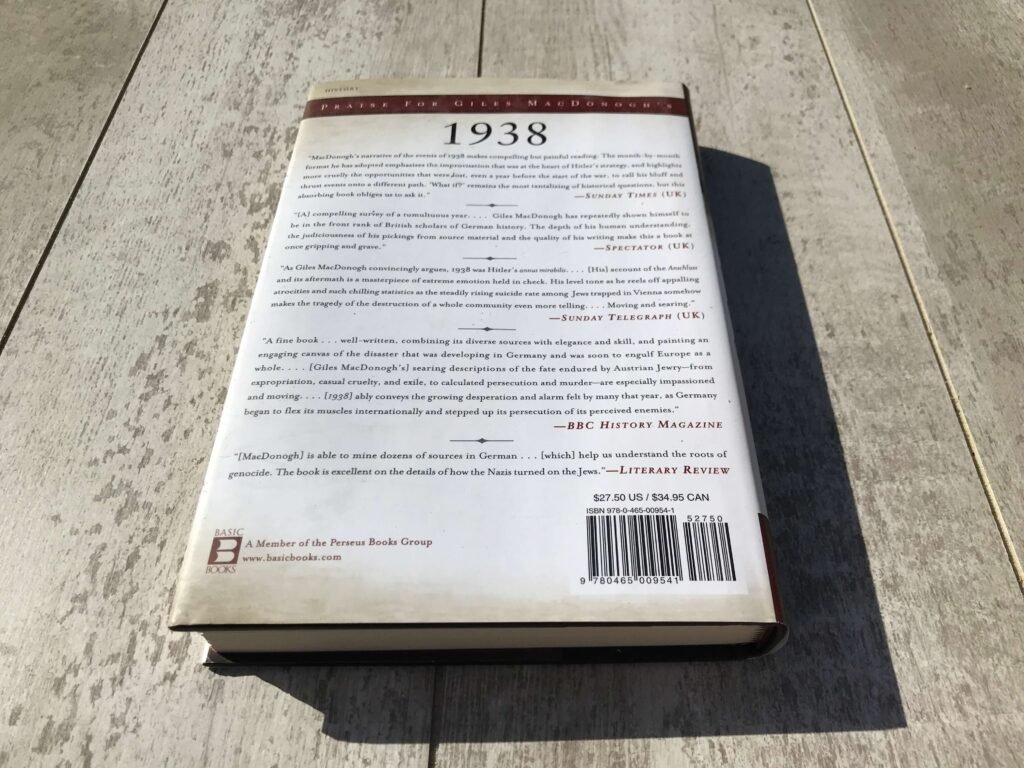 HISTORY
PRAISE FOR GILES MACDONOGH'S
1938
"MacDonogh's narrative of the events of 1938 makes compelling but painful reading. The month-by-month
format he has adopted emphasizes the improvisation that was at the heart of Hitler's strategy, and highlights
more cruelly the opportunities that were lost, even a year before the start of the war, to call his bluff and
thrust events onto a different path. 'What if?' remains the most tantalizing of historical questions, but this
absorbing book obliges us to ask it." —SUNDAY TIMES (UK)
"[A] compelling survey of a tumultuous year. . . . Giles MacDonogh has repeatedly shown himself to
be in the front rank of British scholars of German history. The depth of his human understanding,
the judiciousness of his pickings from source material and the quality of his writing make this a book at
once gripping and grave." —SPECTATOR (UK)
"As Giles MacDonogh convincingly argues, 1938 was Hitler's annus mirabilis. . . . [His] account of the Anschluss
and its aftermath is a masterpiece of extreme emotion held in check. His level tone as he reels off appalling
atrocities and such chilling statistics as the steadily rising suicide rate among Jews trapped in Vienna somehow
makes the tragedy of the destruction of a whole community even more telling. . . . Moving and searing."
—SUNDAY TELEGRAPH (UK)
"A fine book . . . well-written, combining its diverse sources with elegance and skill, and painting an
engaging canvas of the disaster that was developing in Germany and was soon to engulf Europe as a
whole. . . . [Giles MacDonogh's] searing descriptions of the fate endured by Austrian Jewry—from
expropriation, casual cruelty, and exile, to calculated persecution and murder—are especially impassioned
and moving. . . . [1938] ably conveys the growing desperation and alarm felt by many that year, as Germany
began to flex its muscles internationally and stepped up its persecution of its perceived enemies."
—BBC HISTORY MAGAZINE
"[MacDonogh] is able to mine dozens of sources in German . . . [which] help us understand the roots of
genocide. The book is excellent on the details of how the Nazis turned on the Jews."—LITERARY REVIEW
$27.50 US / $34.95 CAN
ISBN 978-0-465-00954-1
52750
9 780465 009541
BASIC
B
BOOKS
A Member of the Perseus Books Group
www.basicbooks.com